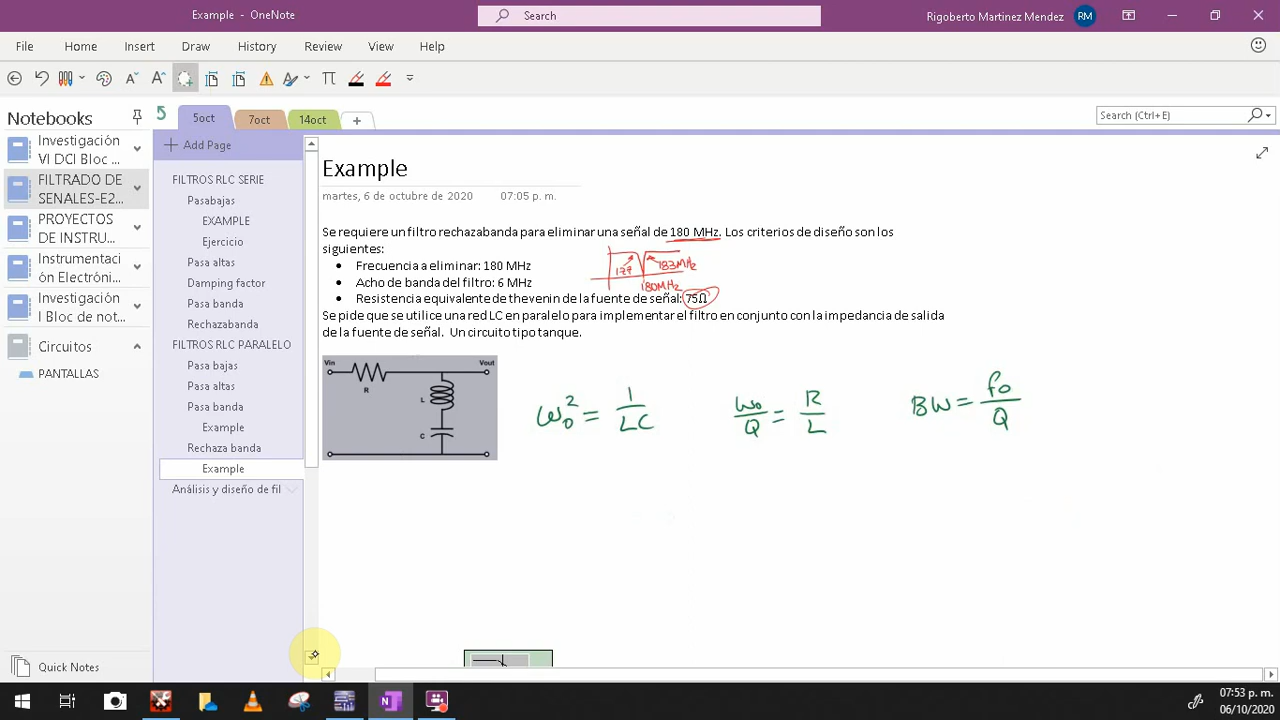 Example - OneNote
Search
Rigoberto Martinez Mendez
RM
File Home Insert Draw History Review View Help
Notebooks
5oct
7oct
14oct
Search (Ctrl+E)
Investigación
VI DCI Bloc ...
FILTRADO DE
SENALES-E2...
PROYECTOS
DE INSTRU...
Instrumentaci
ón Electróni...
Investigación
I Bloc de not...
Circuitos
PANTALLAS
Quick Notes
Add Page
FILTROS RLC SERIE
Pasabajas
EXAMPLE
Ejercicio
Pasa altas
Damping factor
Pasa banda
Rechazabanda
FILTROS RLC PARALELO
Pasa bajas
Pasa altas
Pasa banda
Example
Rechaza banda
Example
Análisis y diseño de fil
Example
martes, 6 de octubre de 2020 07:05 p. m.
Se requiere un filtro rechazabanda para eliminar una señal de 180 MHz. Los criterios de diseño son los
siguientes:
• Frecuencia a eliminar: 180 MHz
• Acho de banda del filtro: 6 MHz
• Resistencia equivalente de thevenin de la fuente de señal: 75Ω
177
183MHz
180MHz
Se pide que se utilice una red LC en paralelo para implementar el filtro en conjunto con la impedancia de salida
de la fuente de señal. Un circuito tipo tanque.
Vin
Vout
R
L
C
ω₀² = 1/LC
ω₀/Q = R/L
BW = f₀/Q
07:53 p. m.
06/10/2020